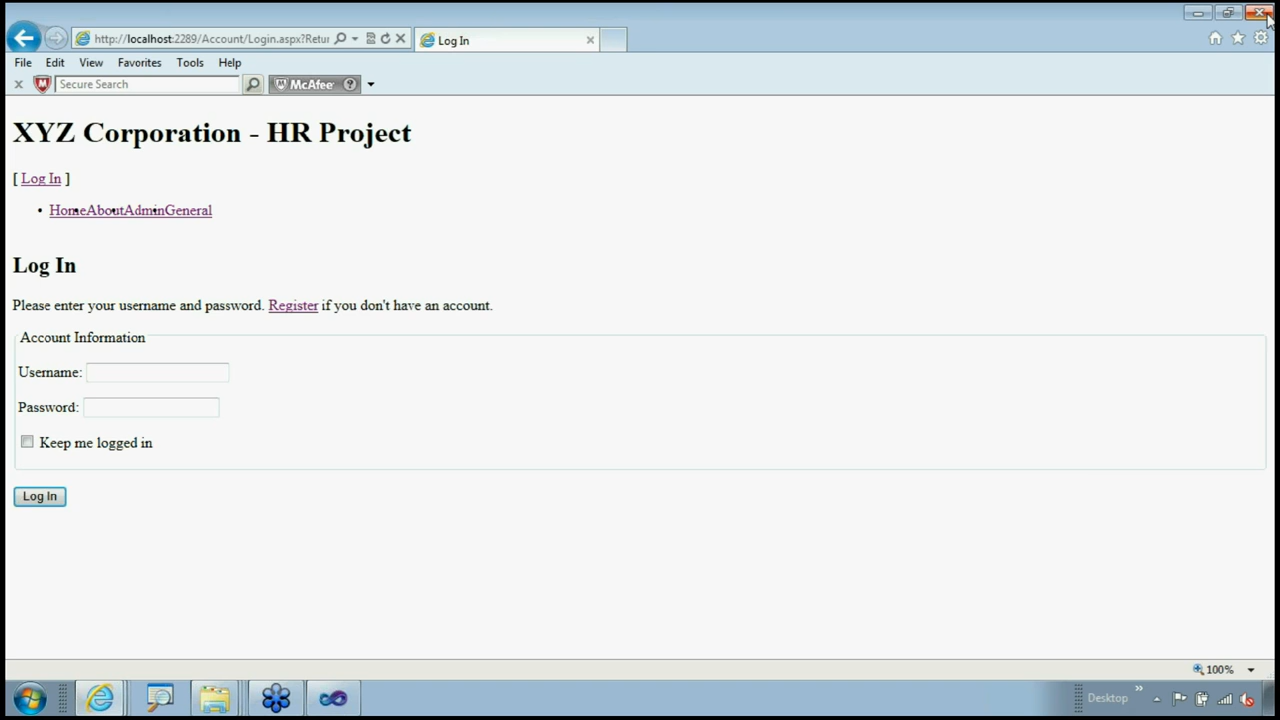 http://localhost:2289/Account/Login.aspx?Retur
Log In
File Edit View Favorites Tools Help
Secure Search
McAfee
XYZ Corporation - HR Project
[ Log In ]
• HomeAboutAdminGeneral
Log In
Please enter your username and password. Register if you don't have an account.
Account Information
Username:
Password:
Keep me logged in
Log In
100%
Desktop